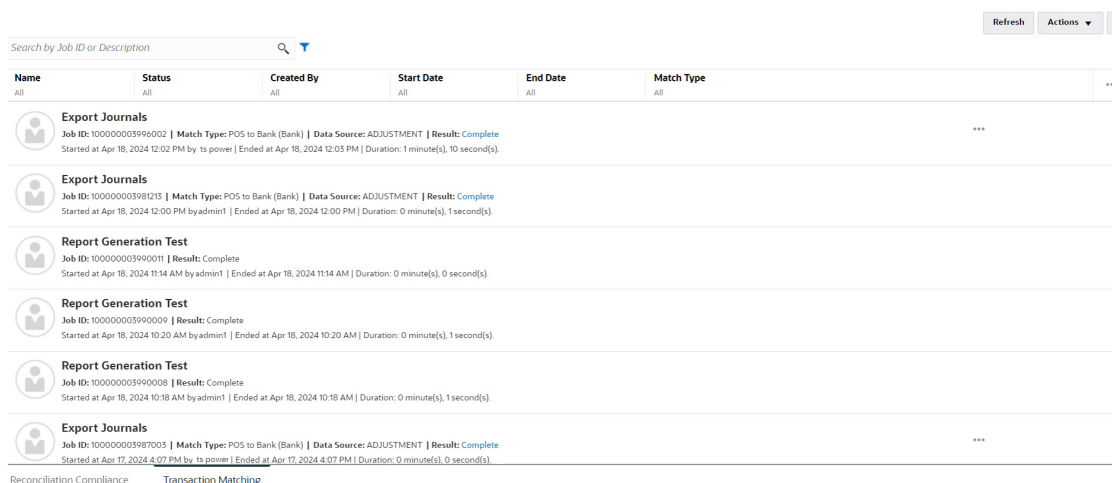 Refresh Actions
Search by Job ID or Description
Name Status Created By Start Date End Date Match Type
All All All All All All
Export Journals
Job ID: 100000003996002 | Match Type: POS to Bank (Bank) | Data Source: ADJUSTMENT | Result: Complete
Started at Apr 18, 2024 12:02 PM by ts power | Ended at Apr 18, 2024 12:03 PM | Duration: 1 minute(s), 10 second(s).
Export Journals
Job ID: 100000003981213 | Match Type: POS to Bank (Bank) | Data Source: ADJUSTMENT | Result: Complete
Started at Apr 18, 2024 12:00 PM byadmin1 | Ended at Apr 18, 2024 12:00 PM | Duration: 0 minute(s), 1 second(s).
Report Generation Test
Job ID: 100000003990011 | Result: Complete
Started at Apr 18, 2024 11:14 AM byadmin1 | Ended at Apr 18, 2024 11:14 AM | Duration: 0 minute(s), 0 second(s).
Report Generation Test
Job ID: 100000003990009 | Result: Complete
Started at Apr 18, 2024 10:20 AM byadmin1 | Ended at Apr 18, 2024 10:20 AM | Duration: 0 minute(s), 1 second(s).
Report Generation Test
Job ID: 100000003990008 | Result: Complete
Started at Apr 18, 2024 10:18 AM byadmin1 | Ended at Apr 18, 2024 10:18 AM | Duration: 0 minute(s), 1 second(s).
Export Journals
Job ID: 100000003987003 | Match Type: POS to Bank (Bank) | Data Source: ADJUSTMENT | Result: Complete
Started at Apr 17, 2024 4:07 PM by ts power | Ended at Apr 17, 2024 4:07 PM | Duration: 0 minute(s), 0 second(s).
Reconciliation Compliance Transaction Matching